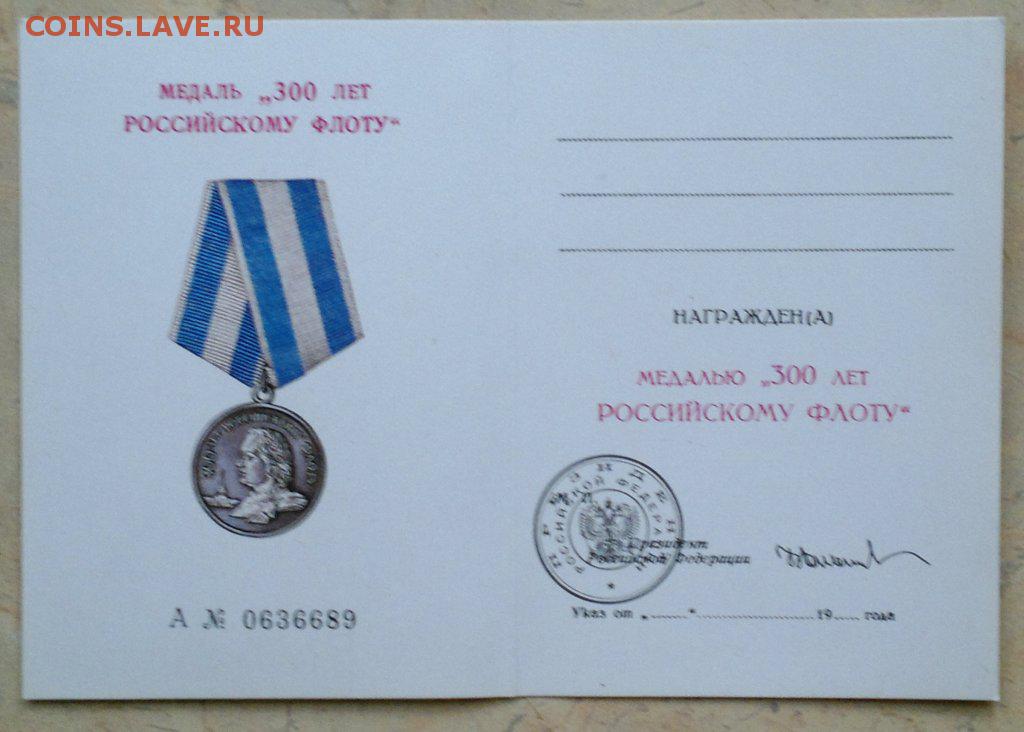 COINS.LAVE.RU
МЕДАЛЬ „300 ЛЕТ
РОССИЙСКОМУ ФЛОТУ“
А № 0636689
НАГРАЖДЕН(А)
МЕДАЛЬЮ „300 ЛЕТ
РОССИЙСКОМУ ФЛОТУ“
М.П.
Президент
Российской Федерации
Указ от „.......“ ........................ 19..... года